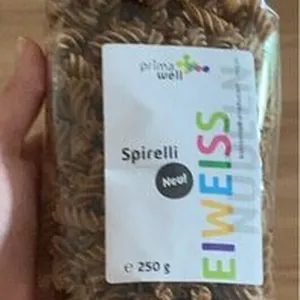 prima
well
Spirelli
Neu!
e 250 g
EIWEISS